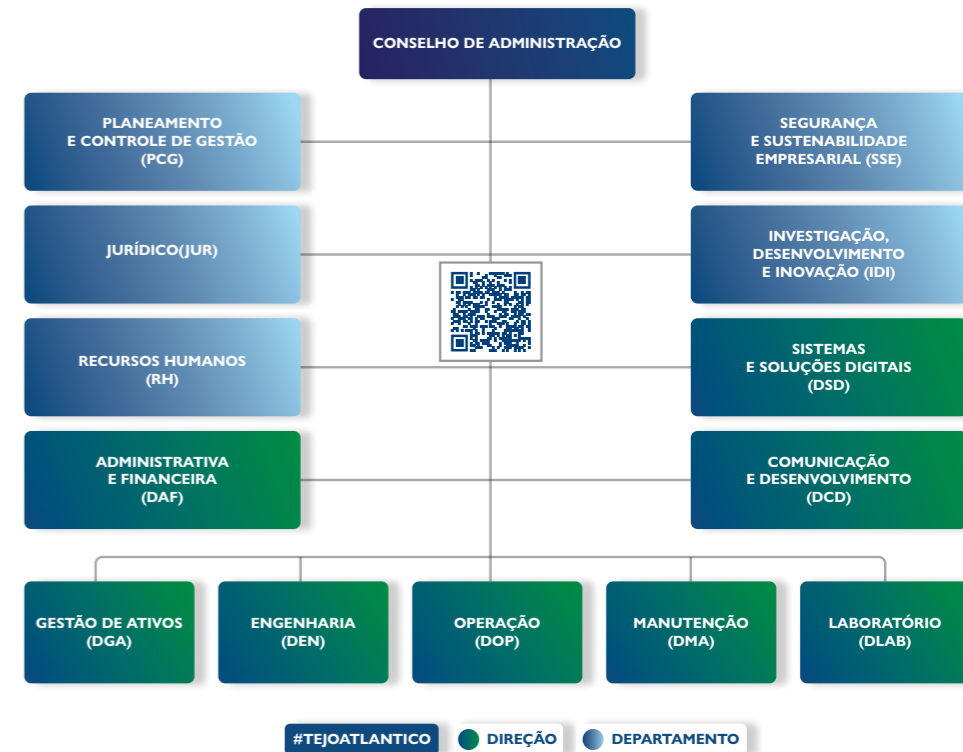 CONSELHO DE ADMINISTRAÇÃO
PLANEAMENTO
E CONTROLE DE GESTÃO
(PCG)
SEGURANÇA
E SUSTENTABILIDADE
EMPRESARIAL (SSE)
JURÍDICO(JUR)
INVESTIGAÇÃO,
DESENVOLVIMENTO
E INOVAÇÃO (IDI)
RECURSOS HUMANOS
(RH)
SISTEMAS
E SOLUÇÕES DIGITAIS
(DSD)
ADMINISTRATIVA
E FINANCEIRA
(DAF)
COMUNICAÇÃO
E DESENVOLVIMENTO
(DCD)
GESTÃO DE ATIVOS
(DGA)
ENGENHARIA
(DEN)
OPERAÇÃO
(DOP)
MANUTENÇÃO
(DMA)
LABORATÓRIO
(DLAB)
#TEJOATLANTICO
DIREÇÃO
DEPARTAMENTO